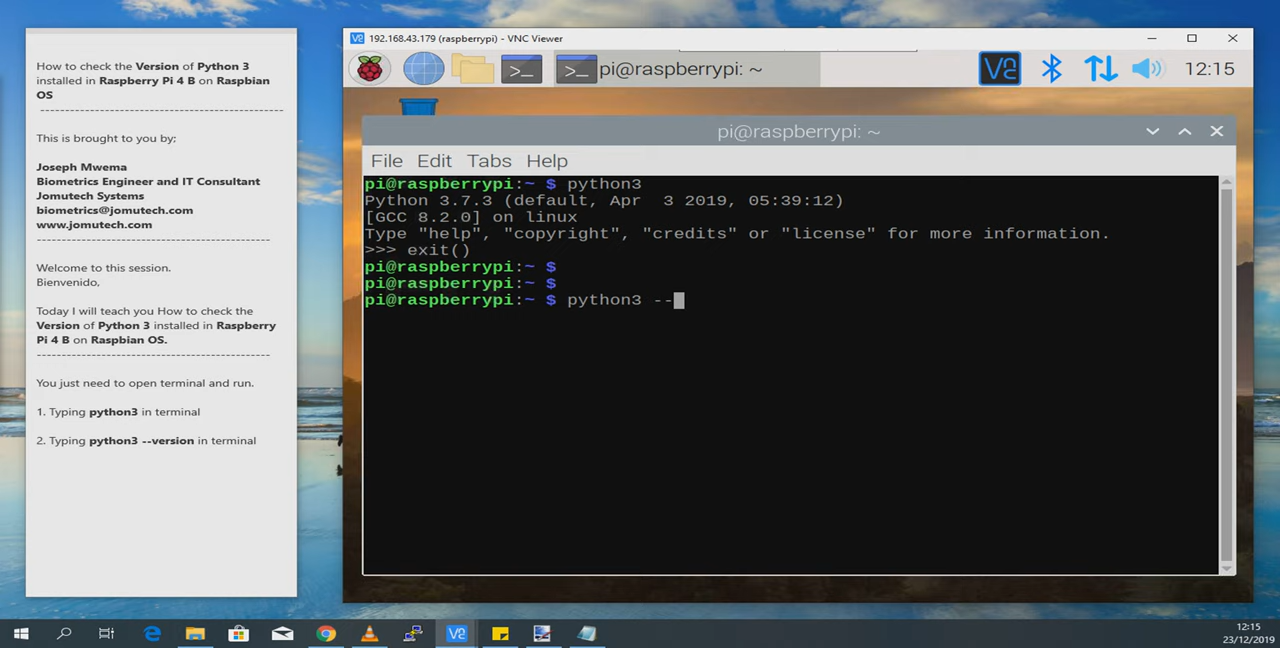 How to check the Version of Python 3
installed in Raspberry Pi 4 B on Raspbian
OS
------------------------------------------------------
This is brought to you by;
Joseph Mwema
Biometrics Engineer and IT Consultant
Jomutech Systems
biometrics@jomutech.com
www.jomutech.com
---------------------------------------------------
Welcome to this session.
Bienvenido,
Today I will teach you How to check the
Version of Python 3 installed in Raspberry
Pi 4 B on Raspbian OS.
---------------------------------------------------
You just need to open terminal and run.
1. Typing python3 in terminal
2. Typing python3 --version in terminal
192.168.43.179 (raspberrypi) - VNC Viewer
pi@raspberrypi: ~
12:15
pi@raspberrypi: ~
File Edit Tabs Help
pi@raspberrypi:~ $ python3
Python 3.7.3 (default, Apr  3 2019, 05:39:12)
[GCC 8.2.0] on linux
Type "help", "copyright", "credits" or "license" for more information.
>>> exit()
pi@raspberrypi:~ $
pi@raspberrypi:~ $
pi@raspberrypi:~ $ python3 --
12:15
23/12/2019